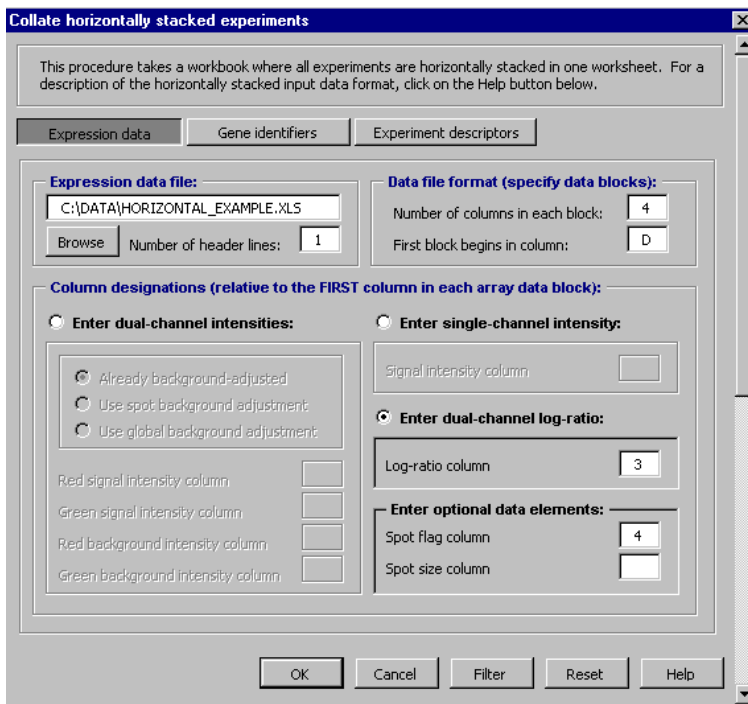 Collate horizontally stacked experiments
This procedure takes a workbook where all experiments are horizontally stacked in one worksheet. For a
description of the horizontally stacked input data format, click on the Help button below.
Expression data
Gene identifiers
Experiment descriptors
Expression data file:
C:\DATA\HORIZONTAL_EXAMPLE.XLS
Browse
Number of header lines:
1
Data file format (specify data blocks):
Number of columns in each block:
4
First block begins in column:
D
Column designations (relative to the FIRST column in each array data block):
Enter dual-channel intensities:
Already background-adjusted
Use spot background adjustment
Use global background adjustment
Red signal intensity column
Green signal intensity column
Red background intensity column
Green background intensity column
Enter single-channel intensity:
Signal intensity column
Enter dual-channel log-ratio:
Log-ratio column
3
Enter optional data elements:
Spot flag column
4
Spot size column
OK
Cancel
Filter
Reset
Help